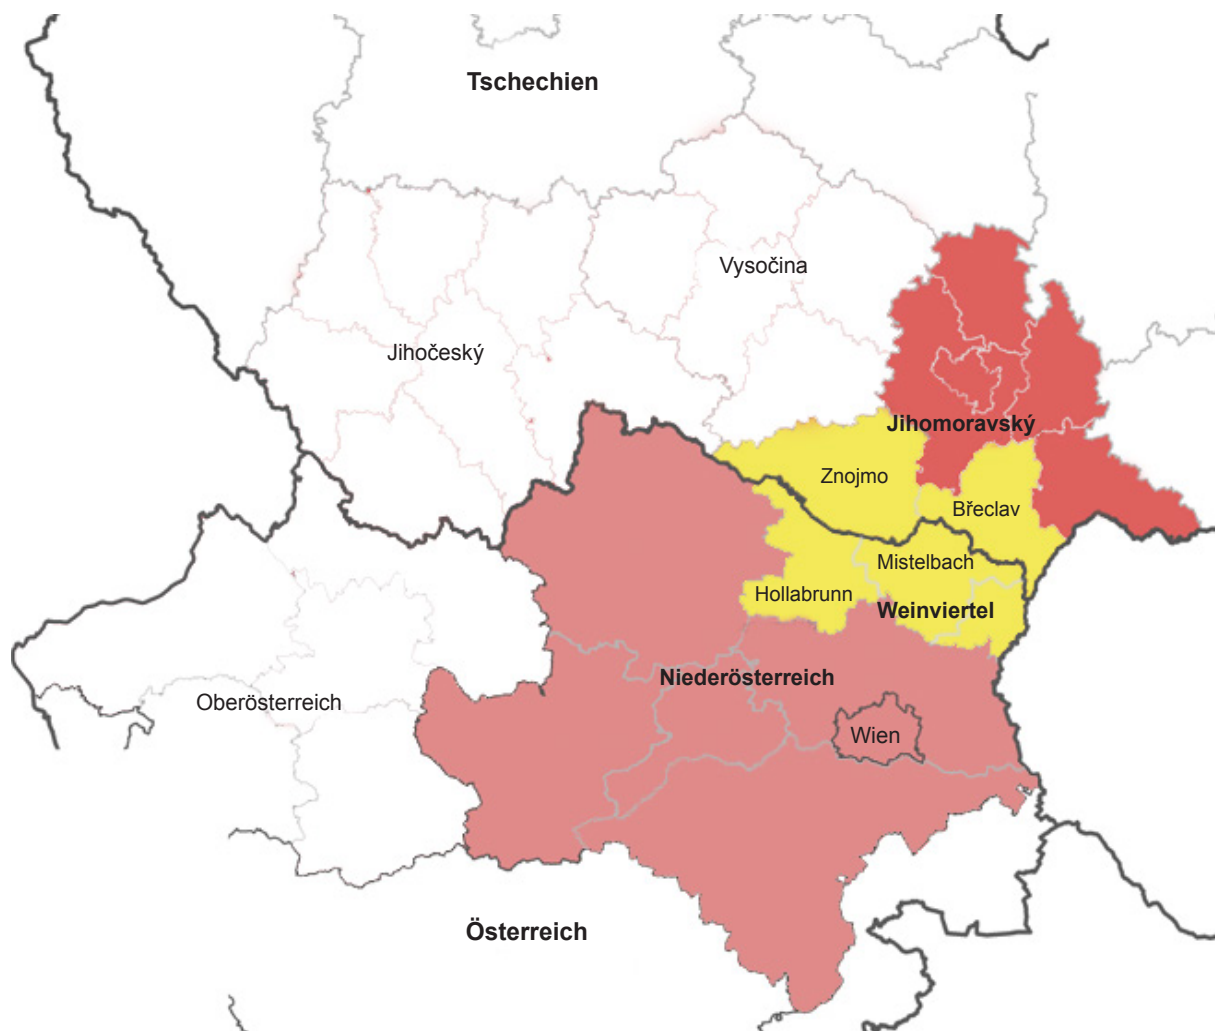 Tschechien
Vysočina
Jihočeský
Jihomoravský
Znojmo
Břeclav
Mistelbach
Hollabrunn
Weinviertel
Niederösterreich
Oberösterreich
Wien
Österreich